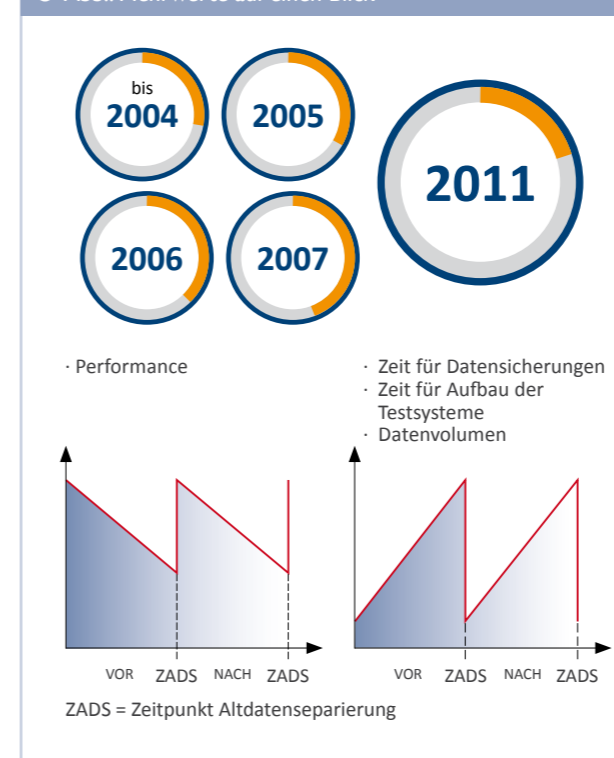 bis
2004
2005
2011
2006
2007
· Performance
· Zeit für Datensicherungen
· Zeit für Aufbau der
Testsysteme
· Datenvolumen
VOR ZADS NACH ZADS
VOR ZADS NACH ZADS
ZADS = Zeitpunkt Altdatenseparierung